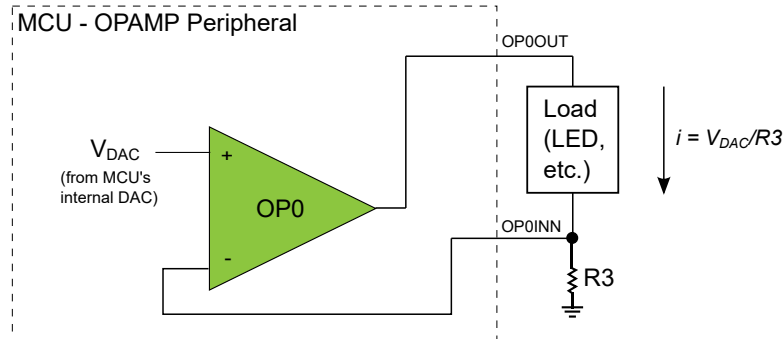 MCU - OPAMP Peripheral
OP0OUT
Load
(LED,
etc.)
i = VDAC/R3
VDAC
(from MCU's
internal DAC)
+
OP0
-
OP0INN
R3